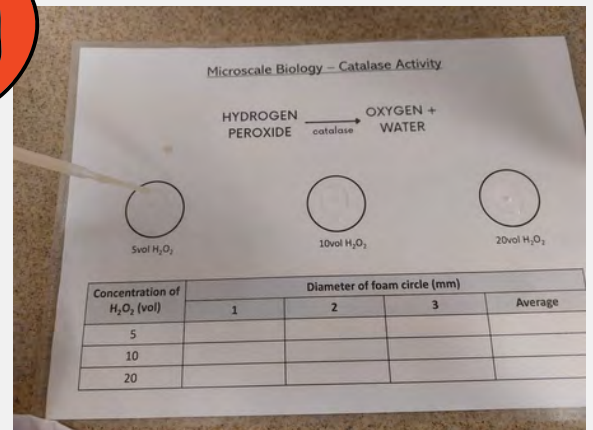 Microscale Biology – Catalase Activity
HYDROGEN PEROXIDE catalase OXYGEN + WATER
5vol H₂O₂
10vol H₂O₂
20vol H₂O₂
Concentration of H₂O₂ (vol)
Diameter of foam circle (mm)
1 2 3 Average
5
10
20